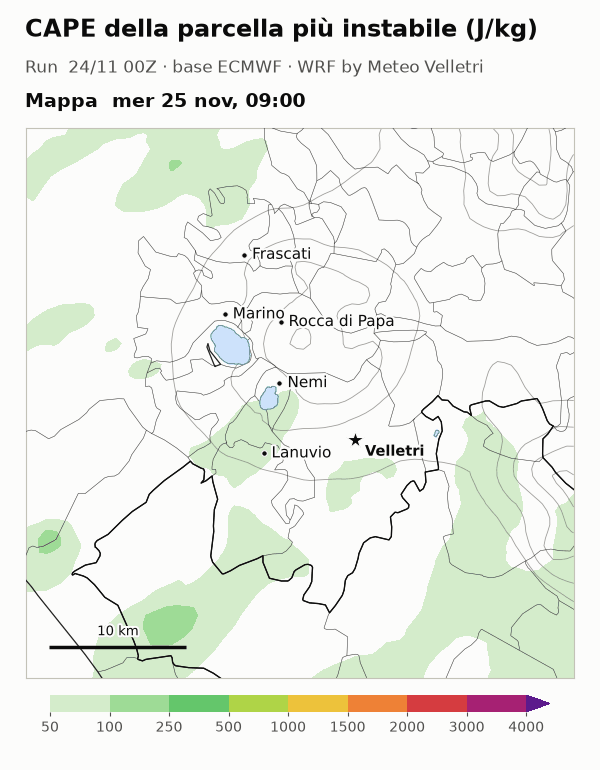 CAPE della parcella più instabile (J/kg)
Run  24/11 00Z · base ECMWF · WRF by Meteo Velletri
Mappa  mer 25 nov, 09:00
Frascati
Marino
Rocca di Papa
Nemi
Velletri
Lanuvio
10 km
50 100 250 500 1000 1500 2000 3000 4000